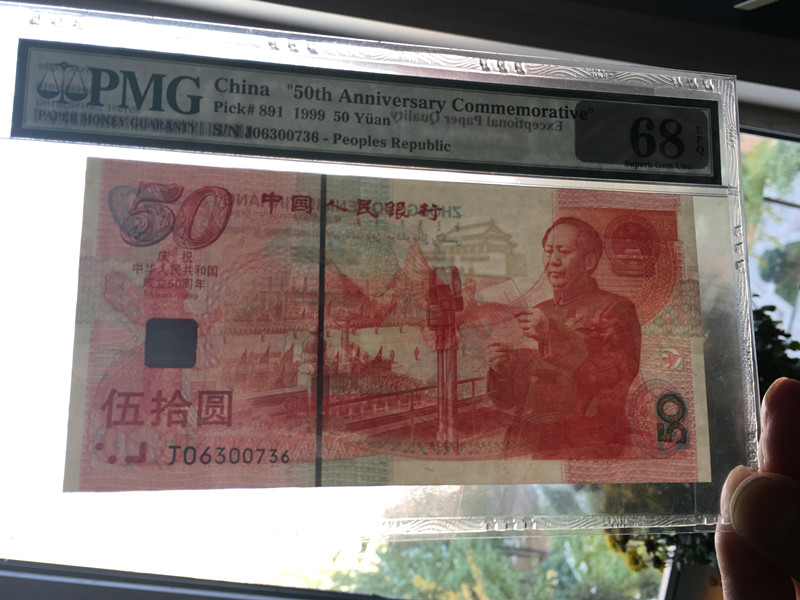 PMG
PAPER MONEY GUARANTY
China "50th Anniversary Commemorative"
Pick# 891 1999 50 Yüan
S/N J06300736 - Peoples Republic
Exceptional Paper Quality
68 EPQ
Superb Gem Unc
50 中国人民银行
庆祝
中华人民共和国
成立50周年
1949-1999
伍拾圆
J06300736
50